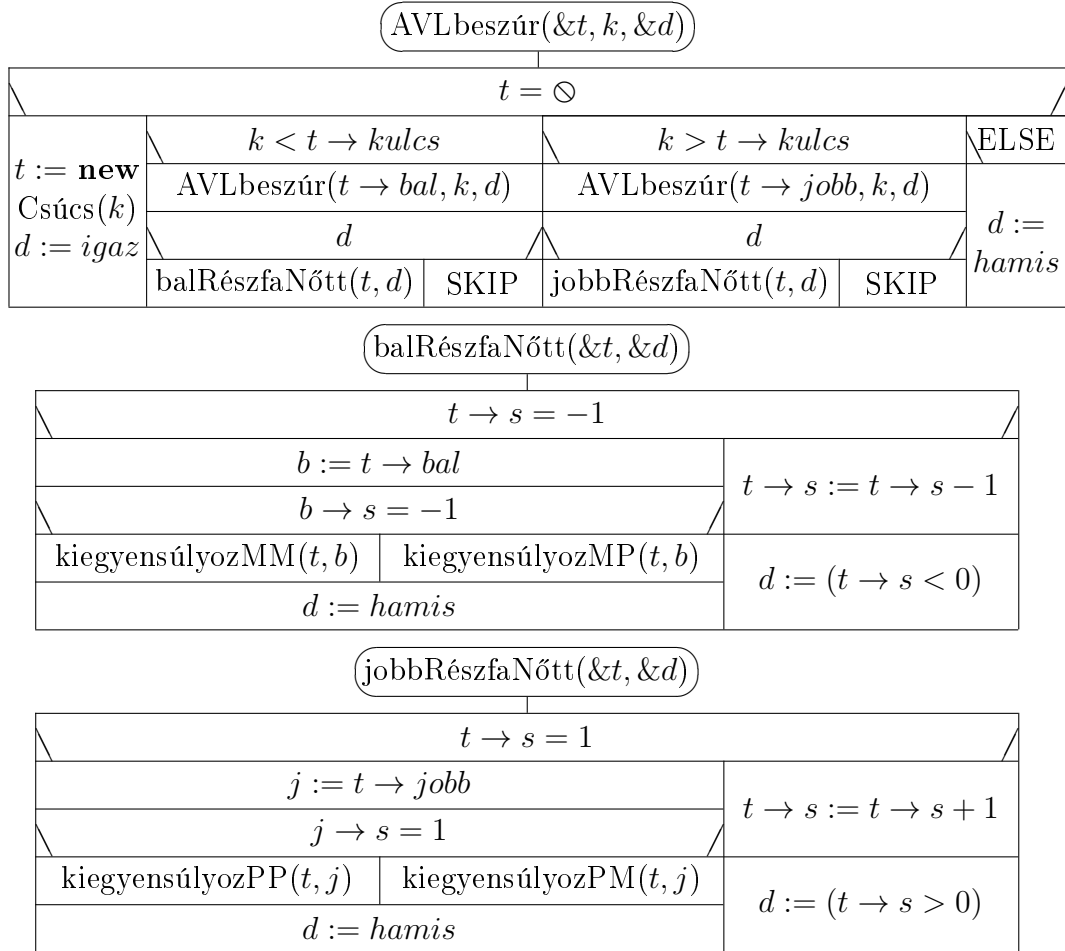 AVLbeszúr(&t, k, &d)
t = ⊘
k < t → kulcs
k > t → kulcs
ELSE
t := new
Csúcs(k)
d := igaz
AVLbeszúr(t → bal, k, d)
AVLbeszúr(t → jobb, k, d)
d :=
hamis
d
d
balRészfaNőtt(t, d)
SKIP
jobbRészfaNőtt(t, d)
SKIP
balRészfaNőtt(&t, &d)
t → s = −1
b := t → bal
t → s := t → s − 1
b → s = −1
kiegyensúlyozMM(t, b)
kiegyensúlyozMP(t, b)
d := (t → s < 0)
d := hamis
jobbRészfaNőtt(&t, &d)
t → s = 1
j := t → jobb
t → s := t → s + 1
j → s = 1
kiegyensúlyozPP(t, j)
kiegyensúlyozPM(t, j)
d := (t → s > 0)
d := hamis